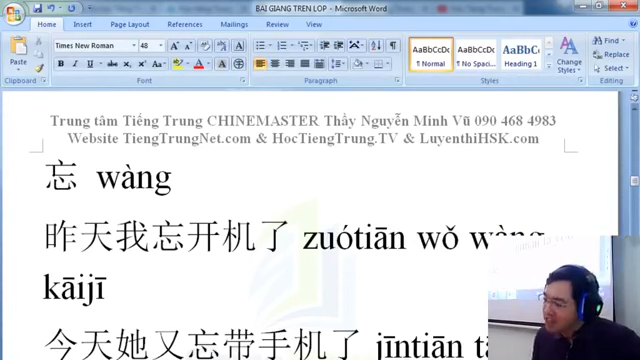 BAI GIANG TREN LOP - Microsoft Word
Home Insert Page Layout References Mailings Review View
Paste
Times New Roman 48
Clipboard Font Paragraph Styles Editing
AaBbCcDc AaBbCcDc AaBbC
¶ Normal ¶ No Spaci... Heading 1
Change Styles
Find
Replace
Select
Trung tâm Tiếng Trung CHINEMASTER Thầy Nguyễn Minh Vũ 090 468 4983
Website TiengTrungNet.com & HocTiengTrung.TV & LuyenthiHSK.com
忘 wàng
昨天我忘开机了 zuótiān wǒ wàng
kāijī
今天她又忘带手机了 jīntiān